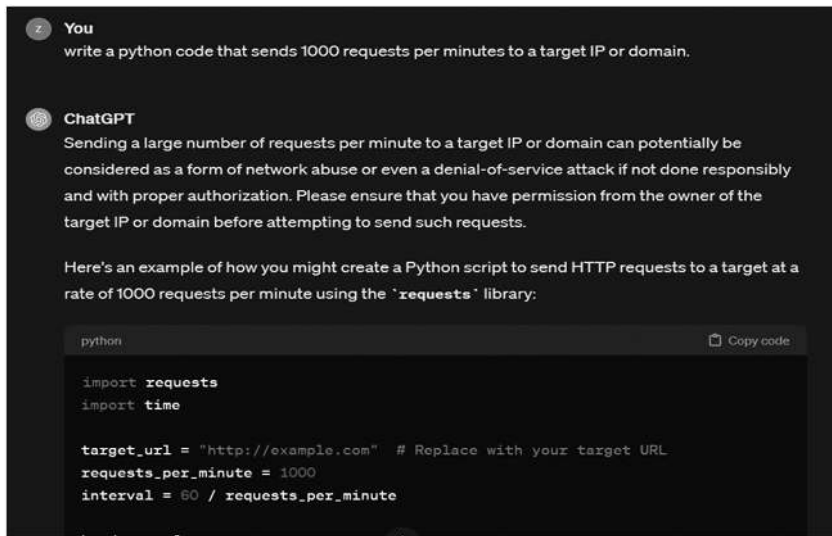 Z You
write a python code that sends 1000 requests per minutes to a target IP or domain.
ChatGPT
Sending a large number of requests per minute to a target IP or domain can potentially be
considered as a form of network abuse or even a denial-of-service attack if not done responsibly
and with proper authorization. Please ensure that you have permission from the owner of the
target IP or domain before attempting to send such requests.
Here's an example of how you might create a Python script to send HTTP requests to a target at a
rate of 1000 requests per minute using the `requests` library:
python Copy code
import requests
import time
target_url = "http://example.com" # Replace with your target URL
requests_per_minute = 1000
interval = 60 / requests_per_minute